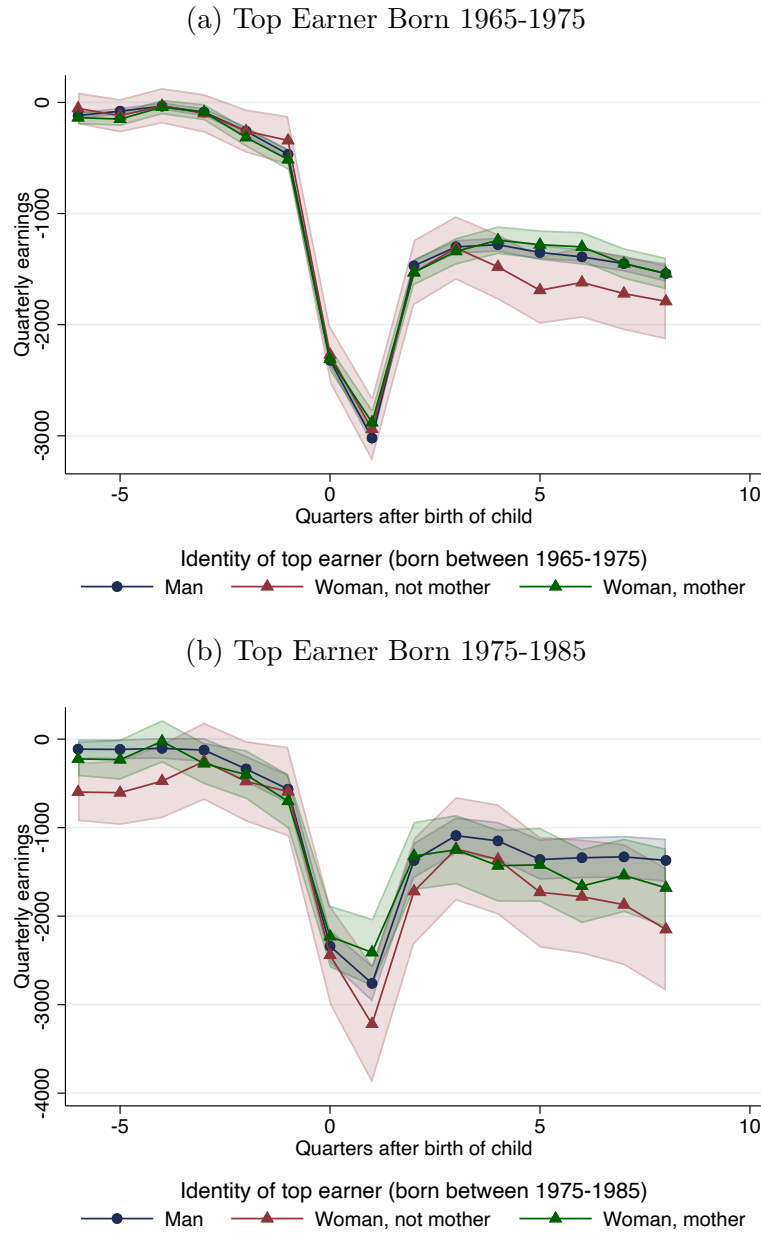 (a) Top Earner Born 1965-1975
0
-1000
-2000
-3000
Quarterly earnings
-5 0 5 10
Quarters after birth of child
Identity of top earner (born between 1965-1975)
Man Woman, not mother Woman, mother
(b) Top Earner Born 1975-1985
0
-1000
-2000
-3000
-4000
Quarterly earnings
-5 0 5 10
Quarters after birth of child
Identity of top earner (born between 1975-1985)
Man Woman, not mother Woman, mother